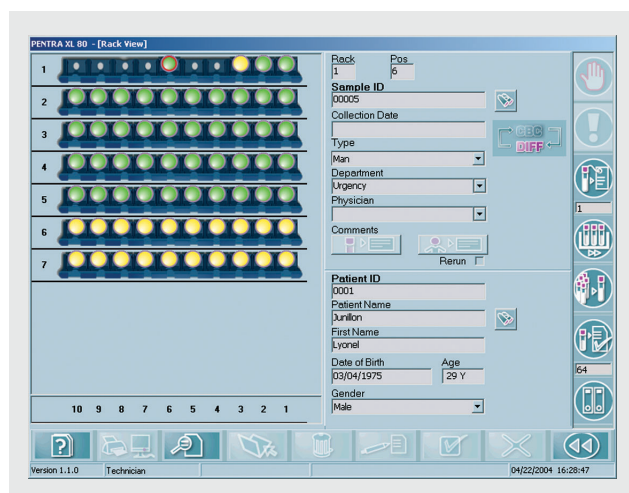 PENTRA XL 80 - [Rack View]
1
2
3
4
5
6
7
10 9 8 7 6 5 4 3 2 1
Rack Pos
1 6
Sample ID
00005
Collection Date
Type
Man
Department
Urgency
Physician
Comments
Rerun
Patient ID
0001
Patient Name
Junillon
First Name
Lyonel
Date of Birth Age
03/04/1975 29 Y
Gender
Male
DIFF
1
64
Version 1.1.0 Technician 04/22/2004 16:28:47